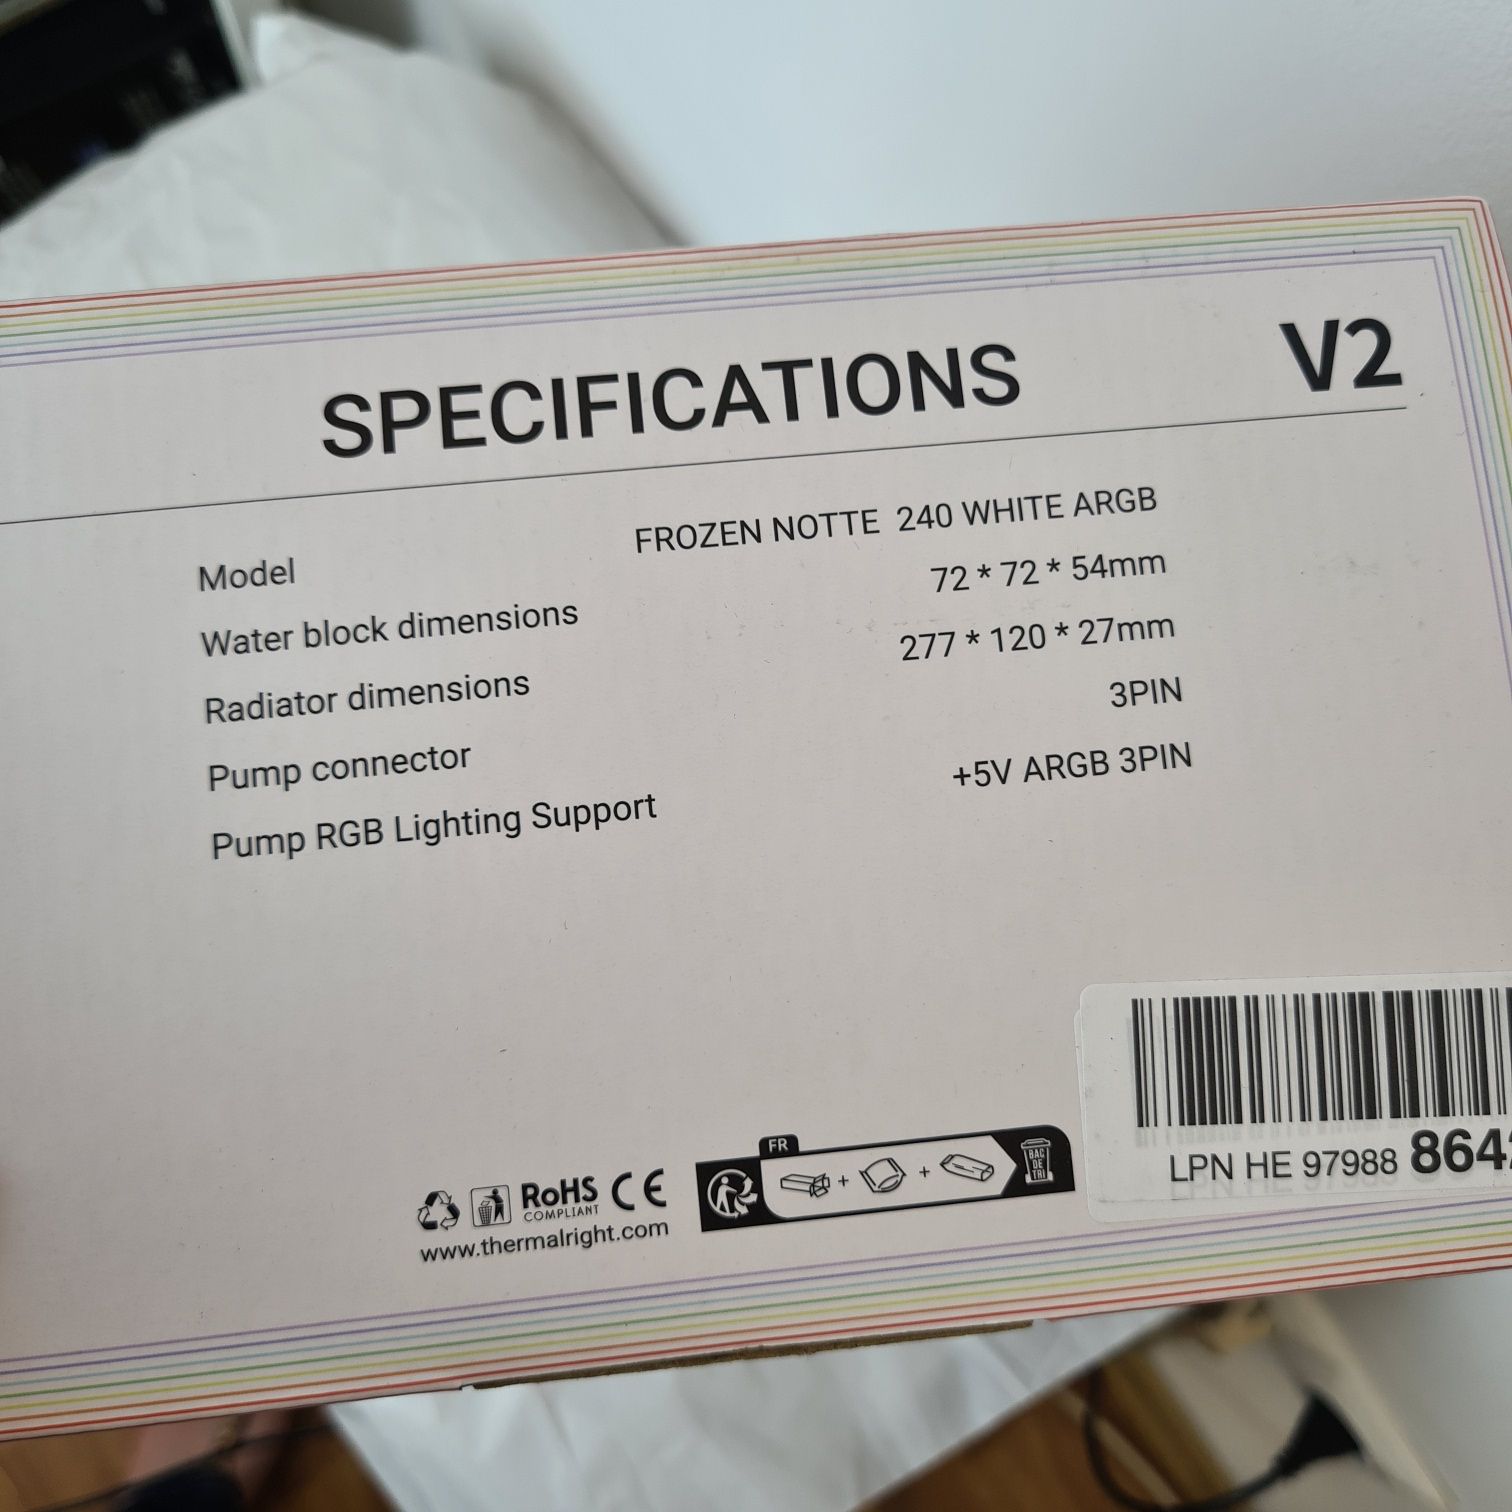 SPECIFICATIONS V2
Model FROZEN NOTTE 240 WHITE ARGB
Water block dimensions 72 * 72 * 54mm
Radiator dimensions 277 * 120 * 27mm
Pump connector 3PIN
Pump RGB Lighting Support +5V ARGB 3PIN
FR
BAC
DE
TRI
RoHS CE
COMPLIANT
www.thermalright.com
LPN HE 97988 864